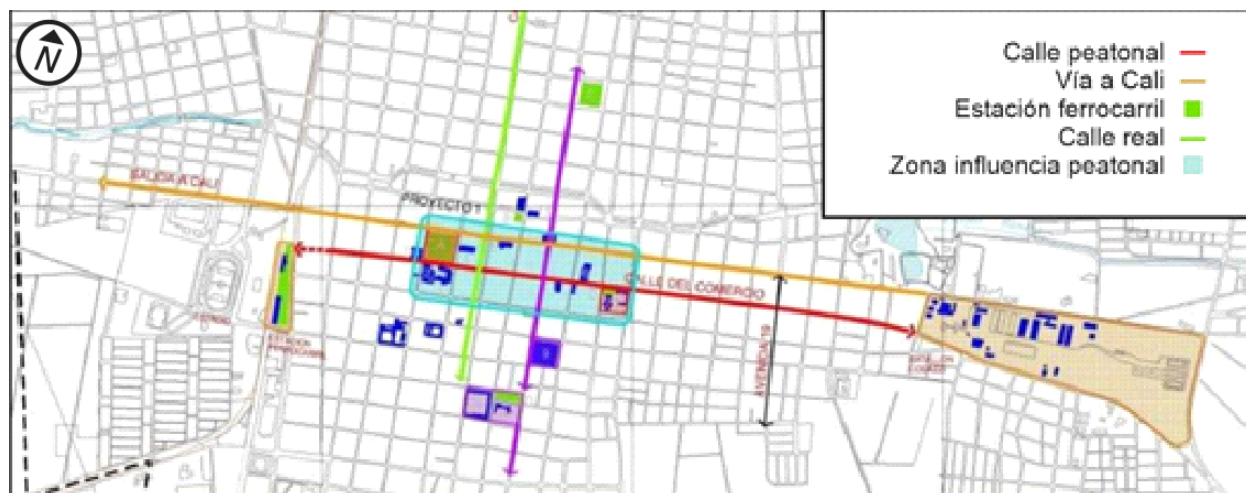 N
Calle peatonal
Vía a Cali
Estación ferrocarril
Calle real
Zona influencia peatonal
SALIDA A CALI
PROYECTO 1
CALLE DEL COMERCIO
AVENIDA 19
ESTACION